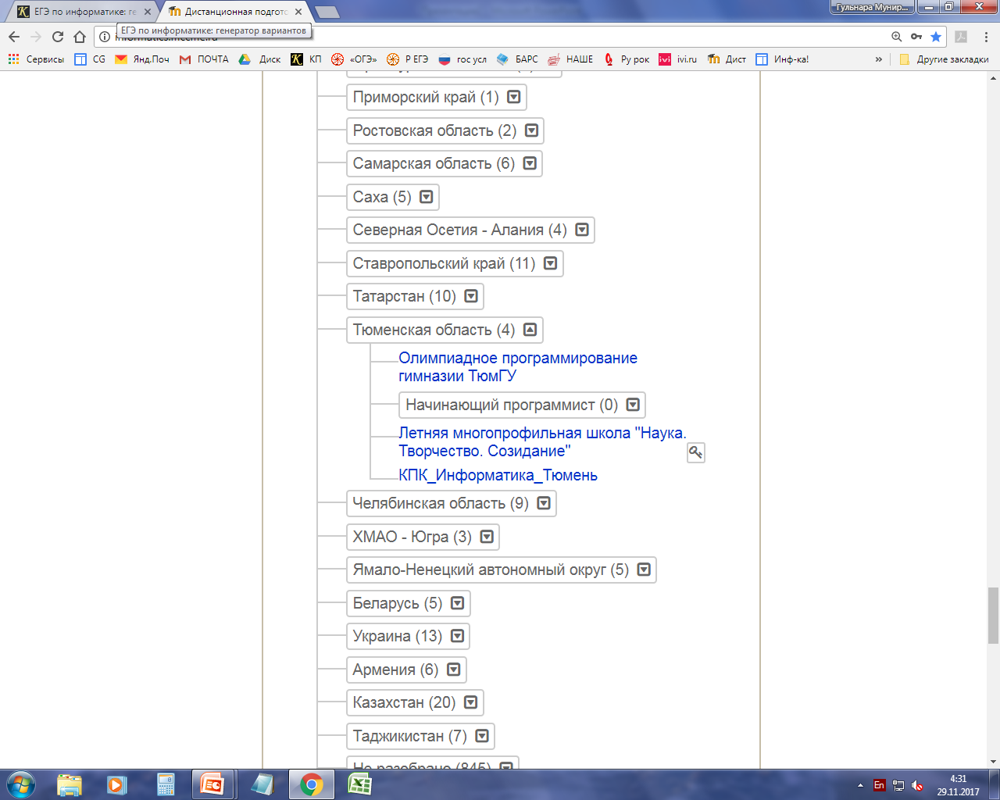 ЕГЭ по информатике: ге
Дистанционная подгото
Гульнара Мунир...
ЕГЭ по информатике: генератор вариантов
Сервисы
CG
Янд.Поч
ПОЧТА
Диск
КП
«ОГЭ»
Р ЕГЭ
гос усл
БАРС
НАШЕ
Ру рок
ivi.ru
Дист
Инф-ка!
»
Другие закладки
Приморский край (1)
Ростовская область (2)
Самарская область (6)
Саха (5)
Северная Осетия - Алания (4)
Ставропольский край (11)
Татарстан (10)
Тюменская область (4)
Олимпиадное программирование
гимназии ТюмГУ
Начинающий программист (0)
Летняя многопрофильная школа "Наука.
Творчество. Созидание"
КПК_Информатика_Тюмень
Челябинская область (9)
ХМАО - Югра (3)
Ямало-Ненецкий автономный округ (5)
Беларусь (5)
Украина (13)
Армения (6)
Казахстан (20)
Таджикистан (7)
Не разобрано (845)
En
4:31
29.11.2017